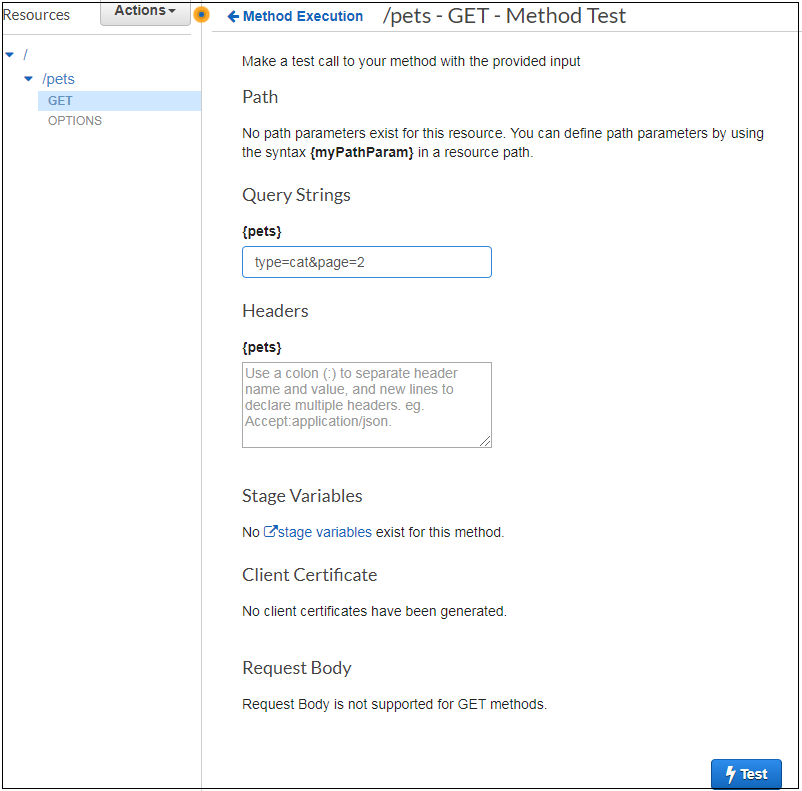 Resources
Actions
Method Execution
/pets - GET - Method Test
/
/pets
GET
OPTIONS
Make a test call to your method with the provided input
Path
No path parameters exist for this resource. You can define path parameters by using
the syntax {myPathParam} in a resource path.
Query Strings
{pets}
type=cat&page=2
Headers
{pets}
Use a colon (:) to separate header
name and value, and new lines to
declare multiple headers. eg.
Accept:application/json.
Stage Variables
No stage variables exist for this method.
Client Certificate
No client certificates have been generated.
Request Body
Request Body is not supported for GET methods.
Test